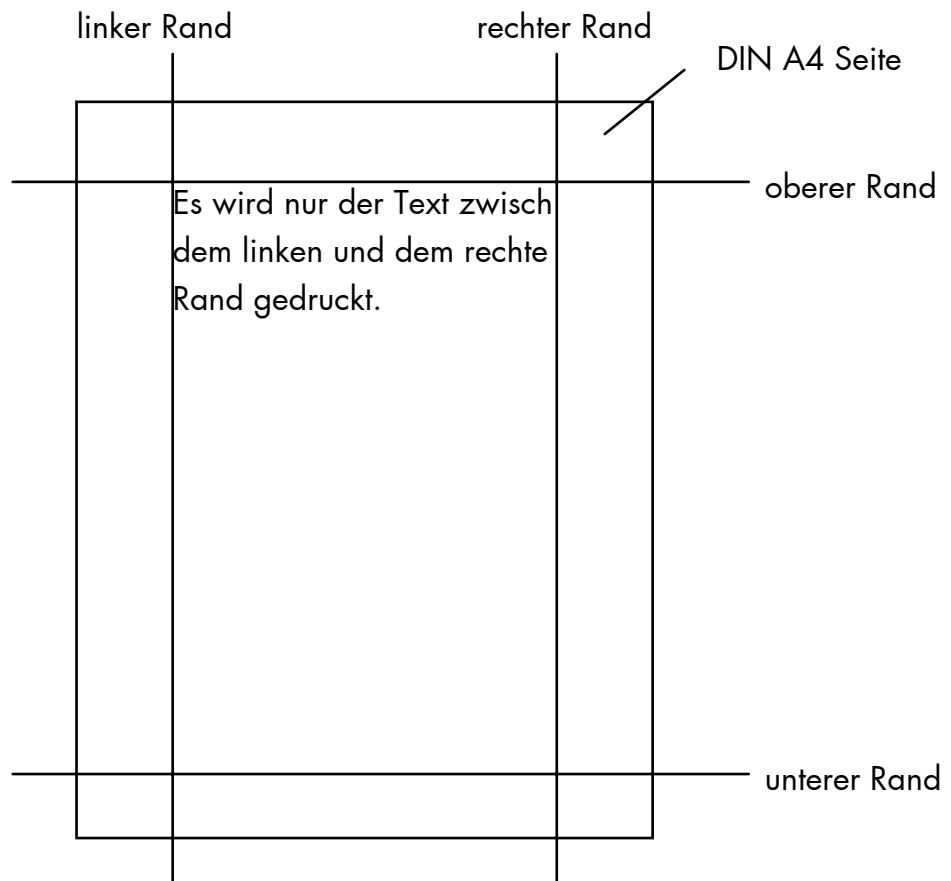 linker Rand
rechter Rand
DIN A4 Seite
oberer Rand
Es wird nur der Text zwisch
dem linken und dem rechte
Rand gedruckt.
unterer Rand